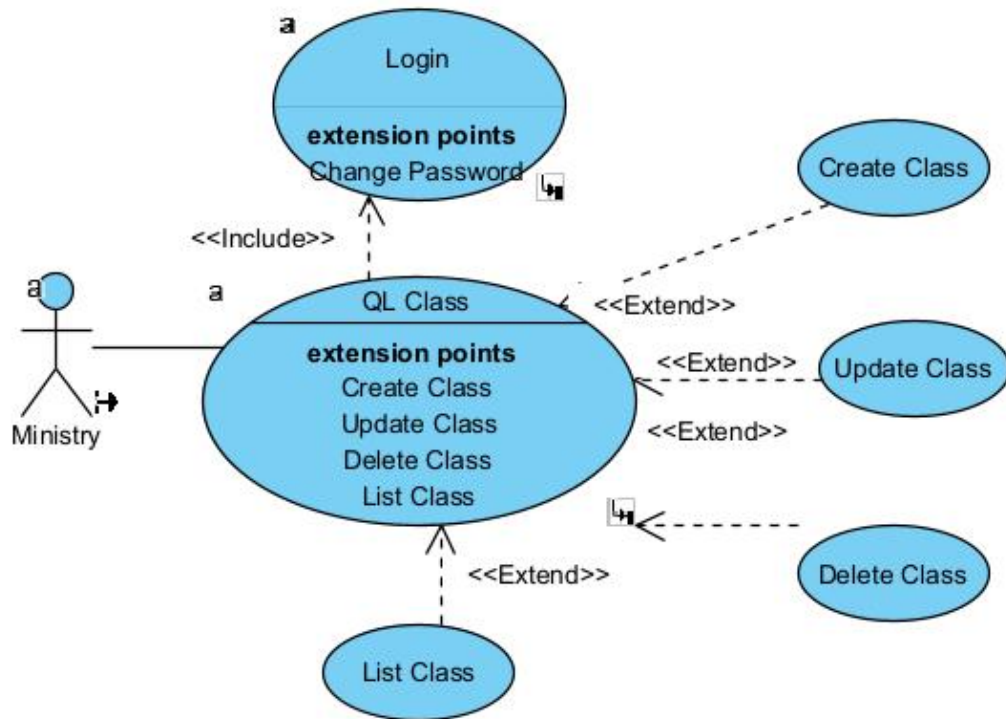 a
Login
extension points
Change Password
Create Class
<<Include>>
a
a
QL Class
<<Extend>>
extension points
Create Class
<<Extend>>
Update Class
Update Class
<<Extend>>
Ministry
Delete Class
List Class
<<Extend>>
Delete Class
List Class